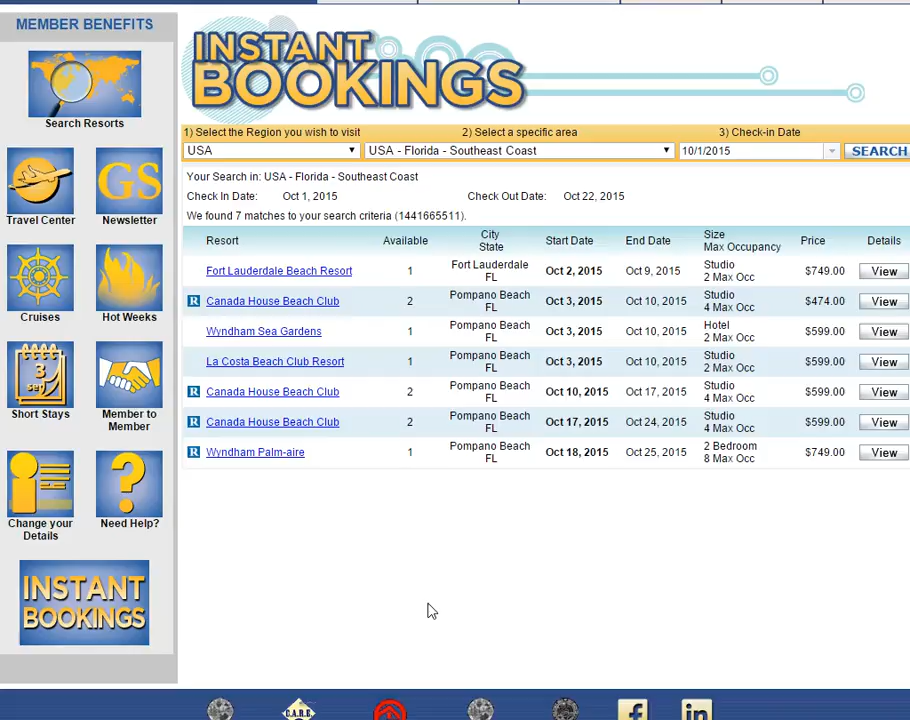 MEMBER BENEFITS
Search Resorts
Travel Center
GS
Newsletter
Cruises
Hot Weeks
3
Short Stays
Member to
Member
Change your
Details
?
Need Help?
INSTANT
BOOKINGS
INSTANT
BOOKINGS
1) Select the Region you wish to visit 2) Select a specific area 3) Check-in Date
USA USA - Florida - Southeast Coast 10/1/2015 SEARCH
Your Search in: USA - Florida - Southeast Coast
Check In Date: Oct 1, 2015 Check Out Date: Oct 22, 2015
We found 7 matches to your search criteria (1441665511).
Resort Available City State Start Date End Date Size Max Occupancy Price Details
Fort Lauderdale Beach Resort 1 Fort Lauderdale FL Oct 2, 2015 Oct 9, 2015 Studio 2 Max Occ $749.00 View
R Canada House Beach Club 2 Pompano Beach FL Oct 3, 2015 Oct 10, 2015 Studio 4 Max Occ $474.00 View
Wyndham Sea Gardens 1 Pompano Beach FL Oct 3, 2015 Oct 10, 2015 Hotel 2 Max Occ $599.00 View
La Costa Beach Club Resort 1 Pompano Beach FL Oct 3, 2015 Oct 10, 2015 Studio 2 Max Occ $599.00 View
R Canada House Beach Club 2 Pompano Beach FL Oct 10, 2015 Oct 17, 2015 Studio 4 Max Occ $599.00 View
R Canada House Beach Club 2 Pompano Beach FL Oct 17, 2015 Oct 24, 2015 Studio 4 Max Occ $599.00 View
R Wyndham Palm-aire 1 Pompano Beach FL Oct 18, 2015 Oct 25, 2015 2 Bedroom 8 Max Occ $749.00 View
C.A.R.E. f in